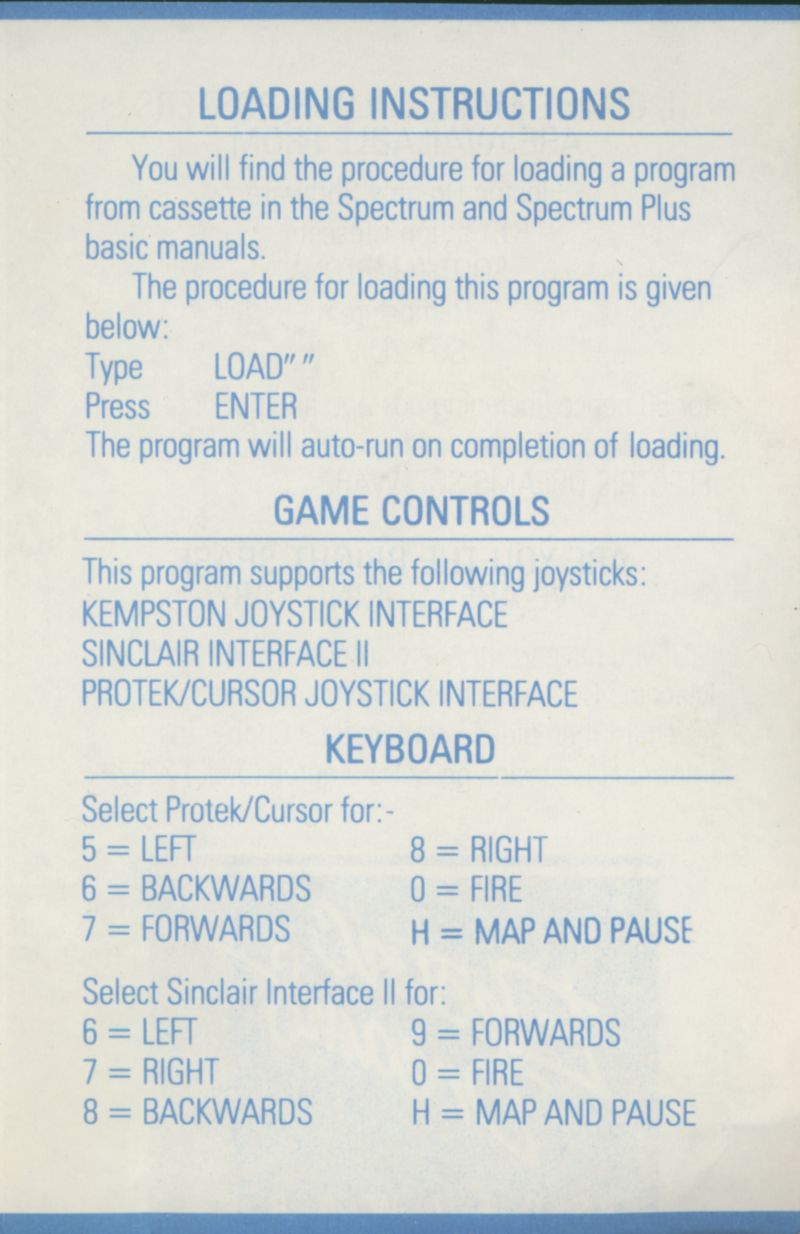 LOADING INSTRUCTIONS
You will find the procedure for loading a program
from cassette in the Spectrum and Spectrum Plus
basic manuals.
The procedure for loading this program is given
below:
Type LOAD" "
Press ENTER
The program will auto-run on completion of loading.
GAME CONTROLS
This program supports the following joysticks:
KEMPSTON JOYSTICK INTERFACE
SINCLAIR INTERFACE II
PROTEK/CURSOR JOYSTICK INTERFACE
KEYBOARD
Select Protek/Cursor for:-
5 = LEFT 8 = RIGHT
6 = BACKWARDS 0 = FIRE
7 = FORWARDS H = MAP AND PAUSE
Select Sinclair Interface II for:
6 = LEFT 9 = FORWARDS
7 = RIGHT 0 = FIRE
8 = BACKWARDS H = MAP AND PAUSE